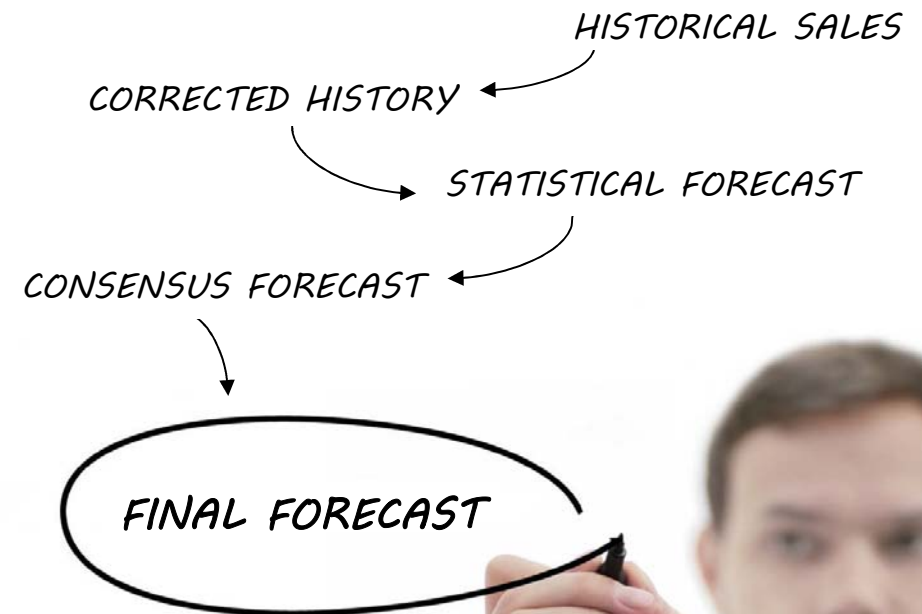 HISTORICAL SALES
CORRECTED HISTORY
STATISTICAL FORECAST
CONSENSUS FORECAST
FINAL FORECAST